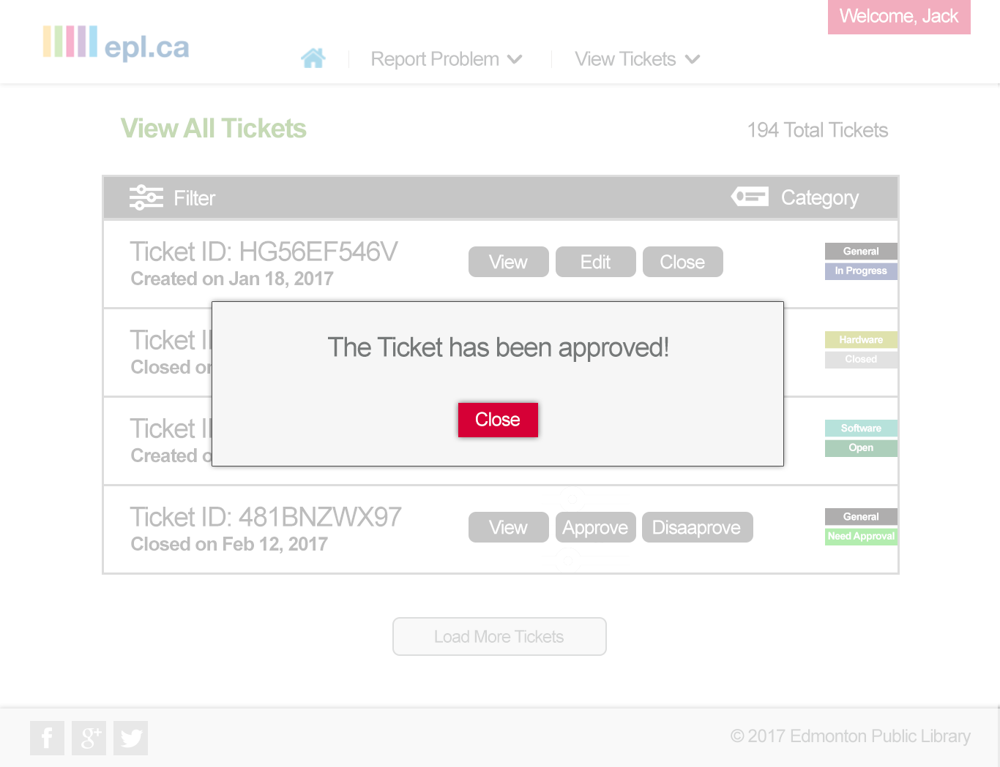 Welcome, Jack
epl.ca
Report Problem
View Tickets
View All Tickets
194 Total Tickets
Filter
Category
Ticket ID: HG56EF546V
Created on Jan 18, 2017
View
Edit
Close
General
In Progress
Ticket
Closed
Hardware
Closed
The Ticket has been approved!
Close
Ticket
Created
Software
Open
Ticket ID: 481BNZWX97
Closed on Feb 12, 2017
View
Approve
Disaaprove
General
Need Approval
Load More Tickets
f
g+
© 2017 Edmonton Public Library